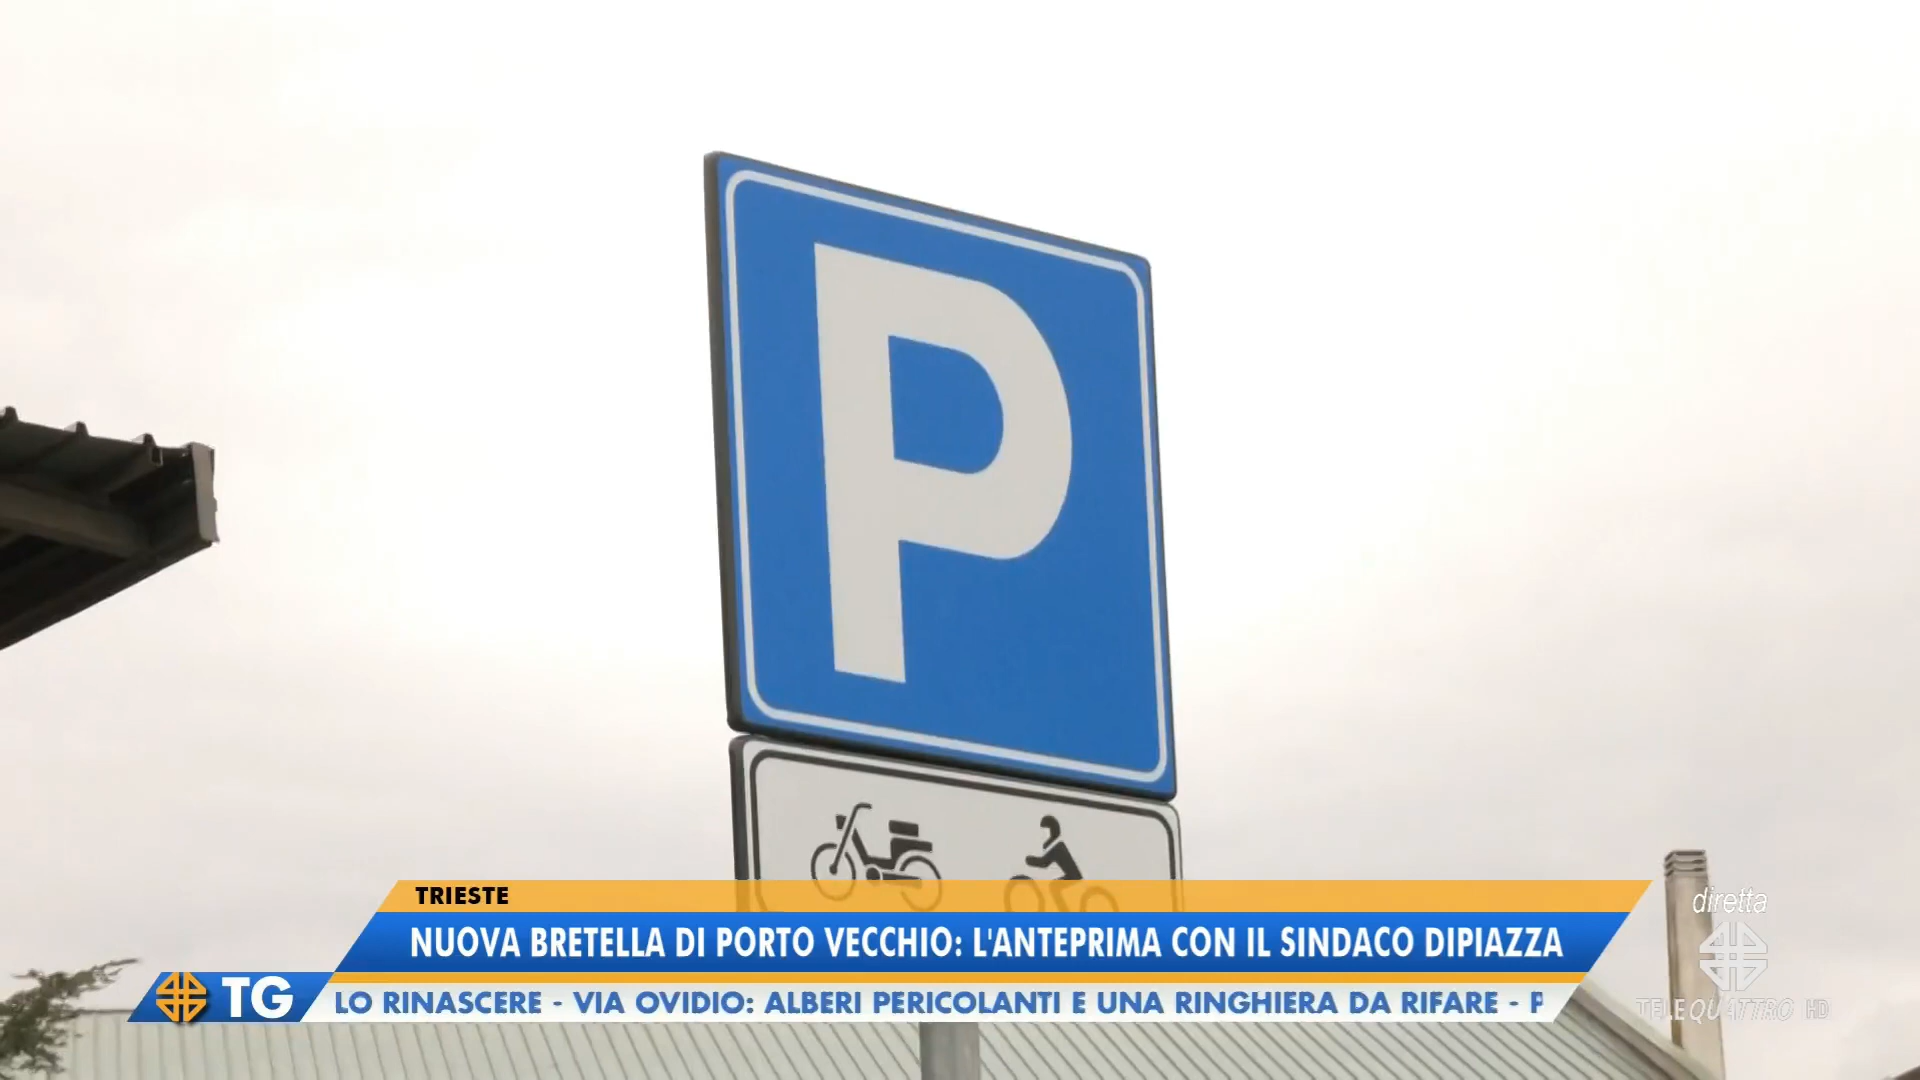 P
TRIESTE
NUOVA BRETELLA DI PORTO VECCHIO: L'ANTEPRIMA CON IL SINDACO DIPIAZZA
TG
LO RINASCERE - VIA OVIDIO: ALBERI PERICOLANTI E UNA RINGHIERA DA RIFARE - P
diretta
TELEQUATTRO HD